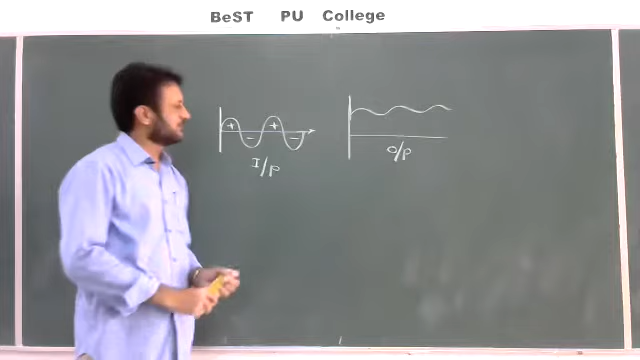 BeST PU College
+ - + -
I/p
O/p